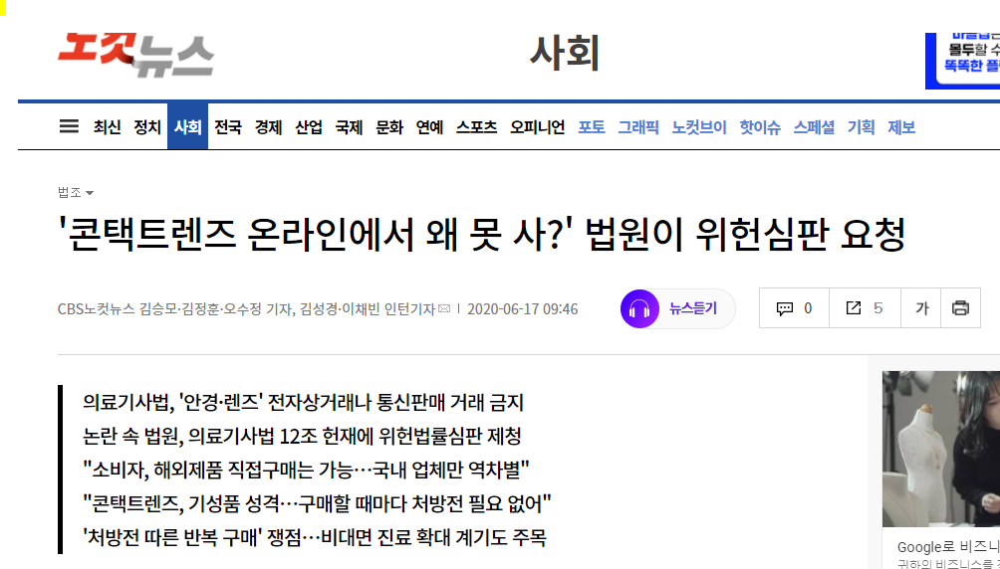 노컷뉴스
사회
몰두할 수
똑똑한 플
최신 정치 사회 전국 경제 산업 국제 문화 연예 스포츠 오피니언 포토 그래픽 노컷브이 핫이슈 스페셜 기획 제보
법조
'콘택트렌즈 온라인에서 왜 못 사?' 법원이 위헌심판 요청
CBS노컷뉴스 김승모·김정훈·오수정 기자, 김성경·이채빈 인턴기자 2020-06-17 09:46
뉴스듣기
0
5
가
의료기사법, '안경·렌즈' 전자상거래나 통신판매 거래 금지
논란 속 법원, 의료기사법 12조 헌재에 위헌법률심판 제청
"소비자, 해외제품 직접구매는 가능…국내 업체만 역차별"
"콘택트렌즈, 기성품 성격…구매할 때마다 처방전 필요 없어"
'처방전 따른 반복 구매' 쟁점…비대면 진료 확대 계기도 주목
Google로 비즈니
귀하의 비즈니스를